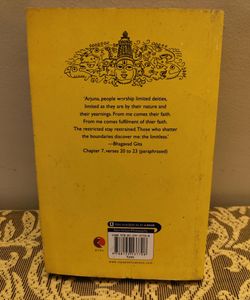 'Arjuna, people worship limited deities,
limited as they are by their nature and
their yearnings. From me comes their faith.
From me comes fulfilment of thier faith.
The restricted stay restrained. Those who shatter
the boundaries discover me: the limitless.'
—Bhagavad Gita
Chapter 7, verses 20 to 23 (paraphrased)